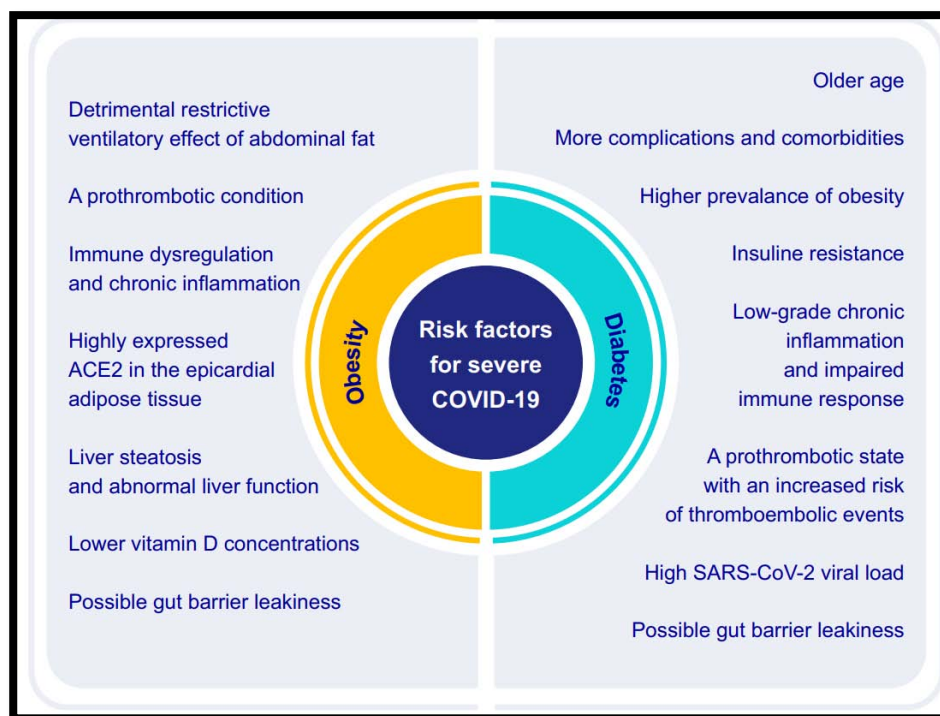 Detrimental restrictive
ventilatory effect of abdominal fat
A prothrombotic condition
Immune dysregulation
and chronic inflammation
Highly expressed
ACE2 in the epicardial
adipose tissue
Liver steatosis
and abnormal liver function
Lower vitamin D concentrations
Possible gut barrier leakiness
Obesity
Risk factors
for severe
COVID-19
Diabetes
Older age
More complications and comorbidities
Higher prevalance of obesity
Insuline resistance
Low-grade chronic
inflammation
and impaired
immune response
A prothrombotic state
with an increased risk
of thromboembolic events
High SARS-CoV-2 viral load
Possible gut barrier leakiness